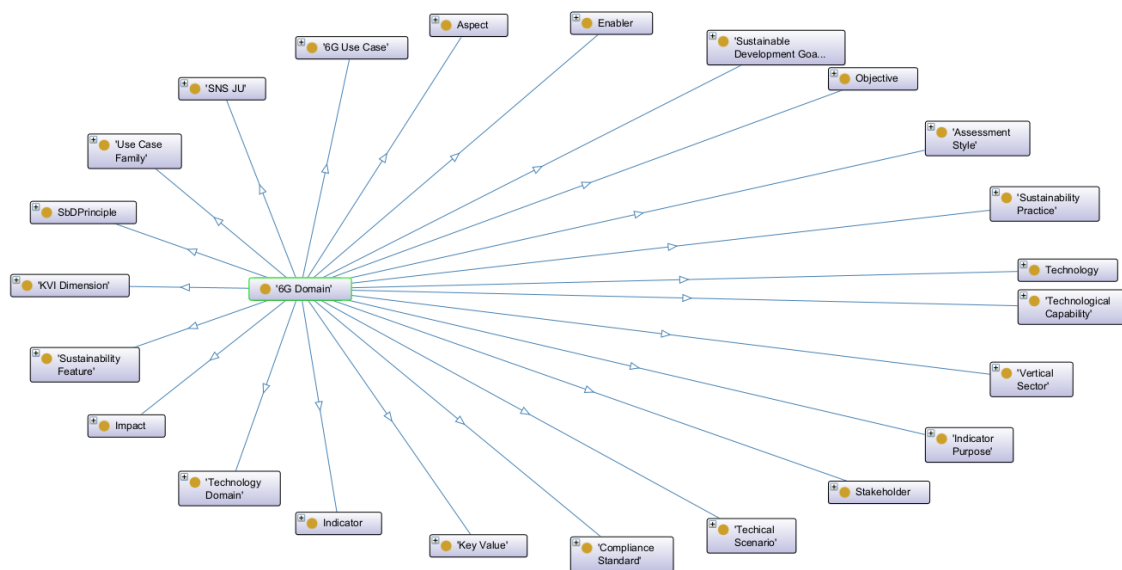 Aspect
Enabler
'6G Use Case'
'Sustainable
Development Goa...
Objective
'SNS JU'
'Use Case
Family'
'Assessment
Style'
SbDPrinciple
'Sustainability
Practice'
'KVI Dimension'
'6G Domain'
Technology
'Technological
Capability'
'Sustainability
Feature'
'Vertical
Sector'
Impact
'Indicator
Purpose'
'Technology
Domain'
Stakeholder
Indicator
'Key Value'
'Compliance
Standard'
'Techical
Scenario'